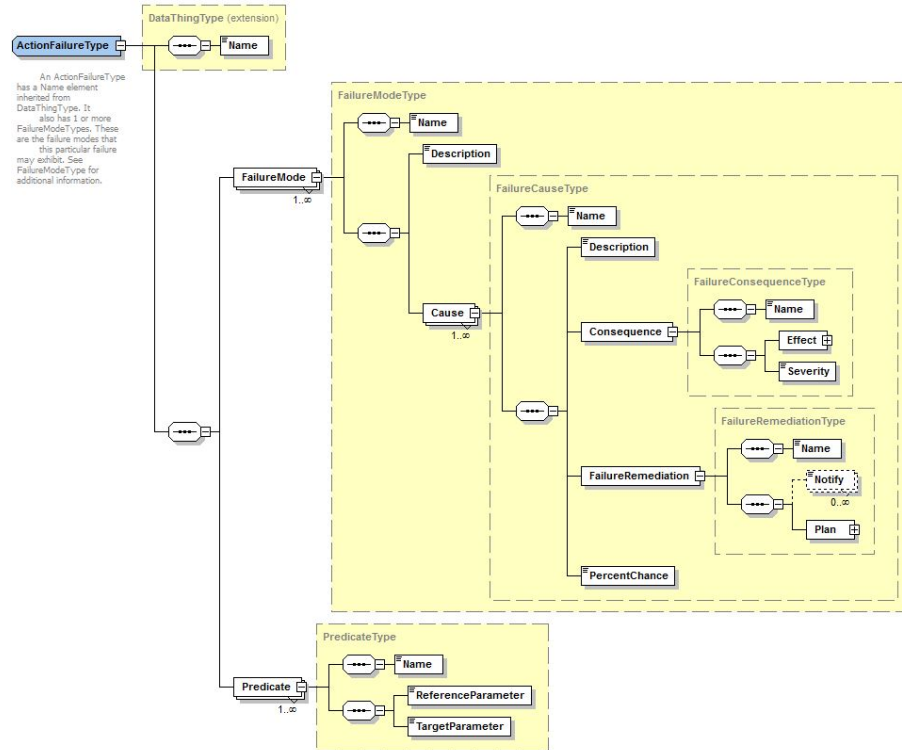 DataThingType (extension)
ActionFailureType
Name
An ActionFailureType
has a Name element
inherited from
DataThingType. It
also has 1 or more
FailureModeTypes. These
are the failure modes that
this particular failure
may exhibit. See
FailureModeType for
additional information.
FailureModeType
Name
Description
FailureMode
1..∞
FailureCauseType
Name
Description
FailureConsequenceType
Name
Cause
1..∞
Consequence
Effect
Severity
FailureRemediationType
Name
FailureRemediation
Notify
0..∞
Plan
PercentChance
PredicateType
Name
Predicate
1..∞
ReferenceParameter
TargetParameter